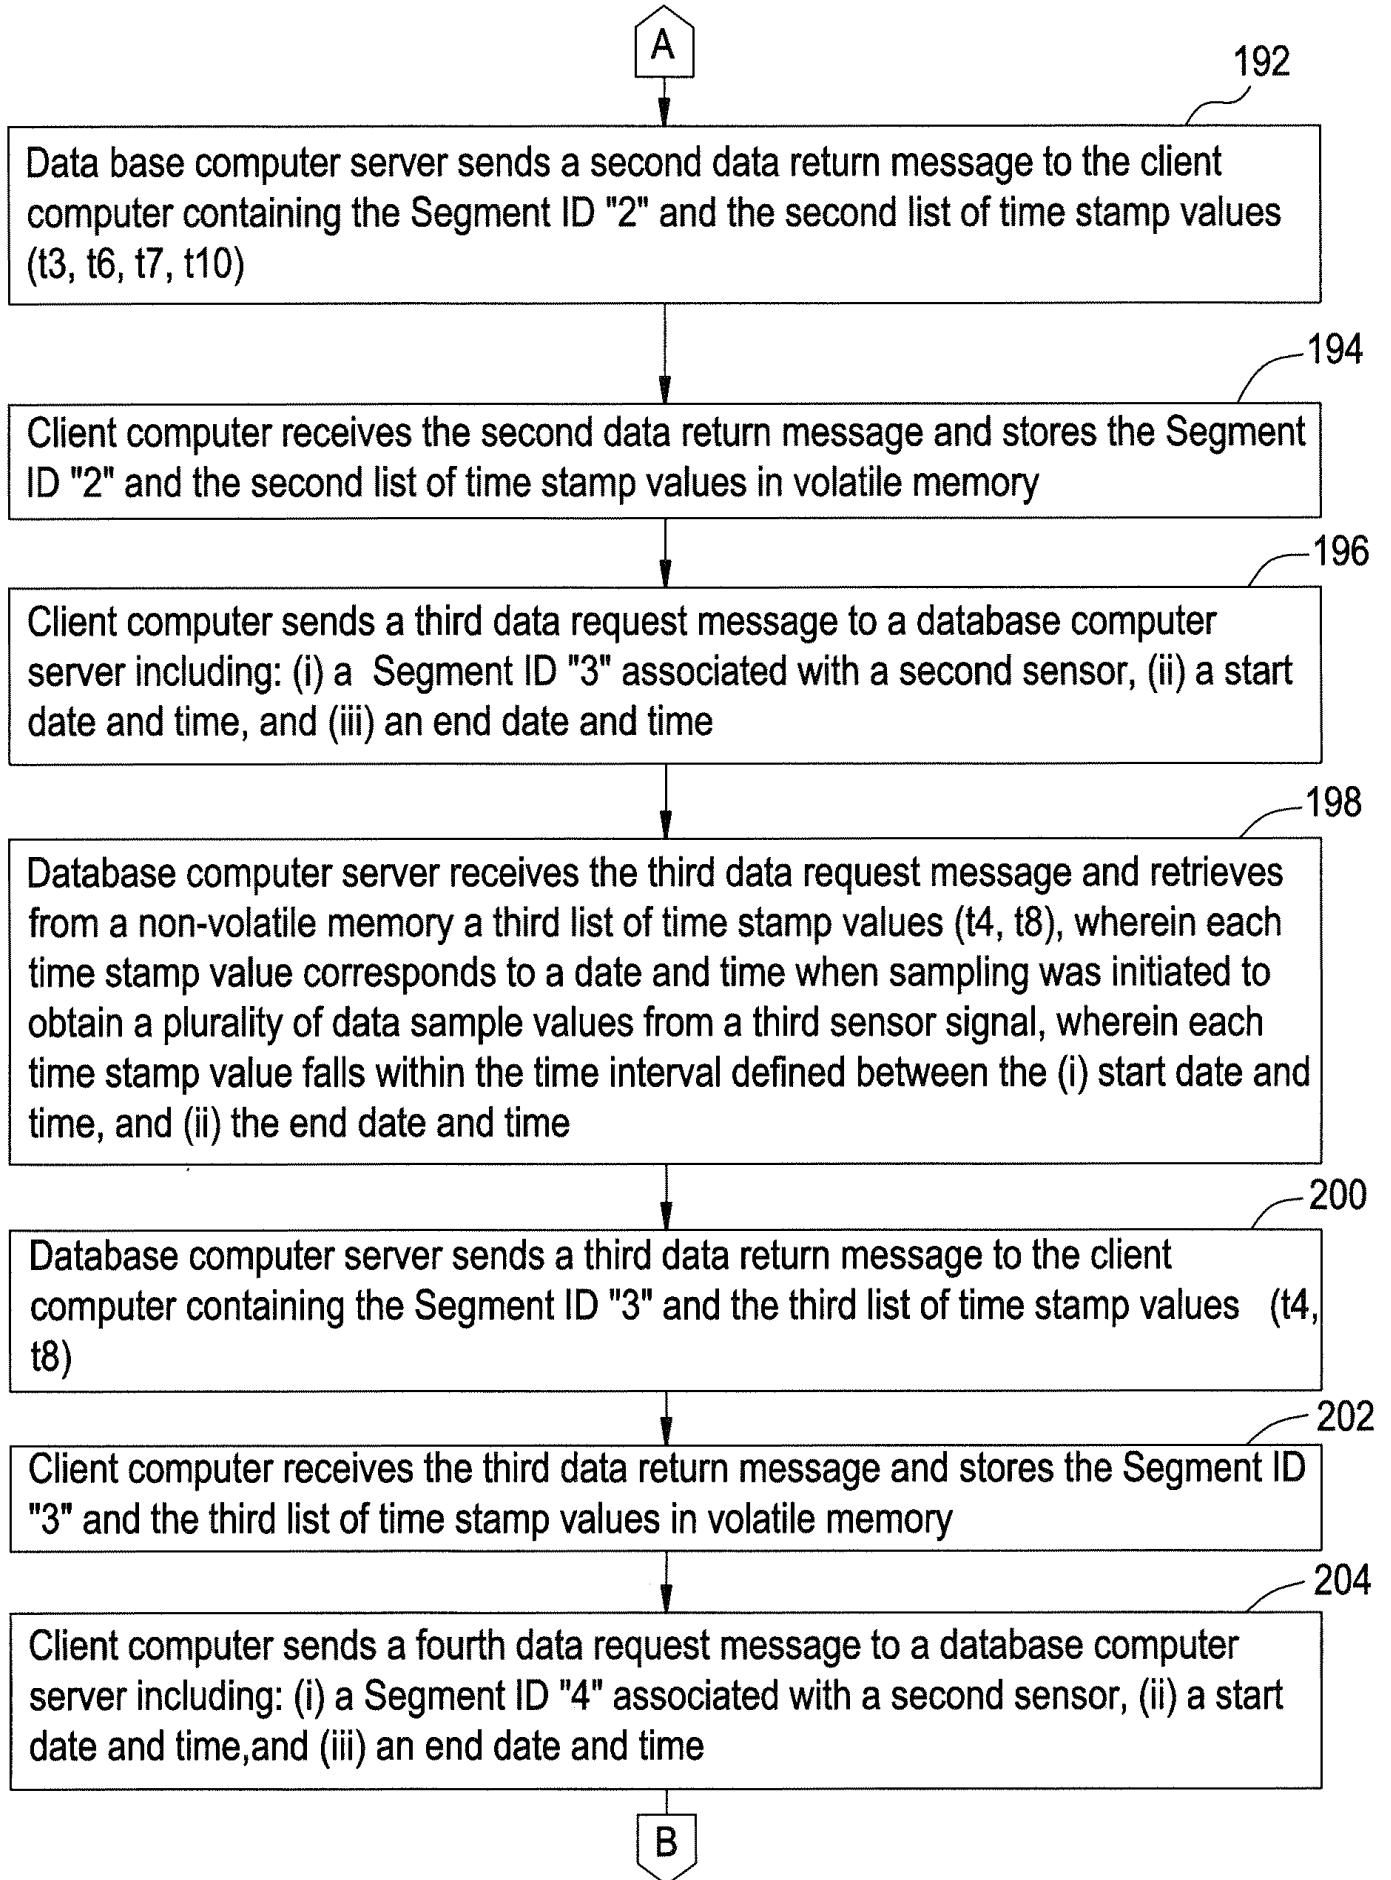 A
192
Data base computer server sends a second data return message to the client
computer containing the Segment ID "2" and the second list of time stamp values
(t3, t6, t7, t10)
194
Client computer receives the second data return message and stores the Segment
ID "2" and the second list of time stamp values in volatile memory
196
Client computer sends a third data request message to a database computer
server including: (i) a Segment ID "3" associated with a second sensor, (ii) a start
date and time, and (iii) an end date and time
198
Database computer server receives the third data request message and retrieves
from a non-volatile memory a third list of time stamp values (t4, t8), wherein each
time stamp value corresponds to a date and time when sampling was initiated to
obtain a plurality of data sample values from a third sensor signal, wherein each
time stamp value falls within the time interval defined between the (i) start date and
time, and (ii) the end date and time
200
Database computer server sends a third data return message to the client
computer containing the Segment ID "3" and the third list of time stamp values (t4,
t8)
202
Client computer receives the third data return message and stores the Segment ID
"3" and the third list of time stamp values in volatile memory
204
Client computer sends a fourth data request message to a database computer
server including: (i) a Segment ID "4" associated with a second sensor, (ii) a start
date and time,and (iii) an end date and time
B